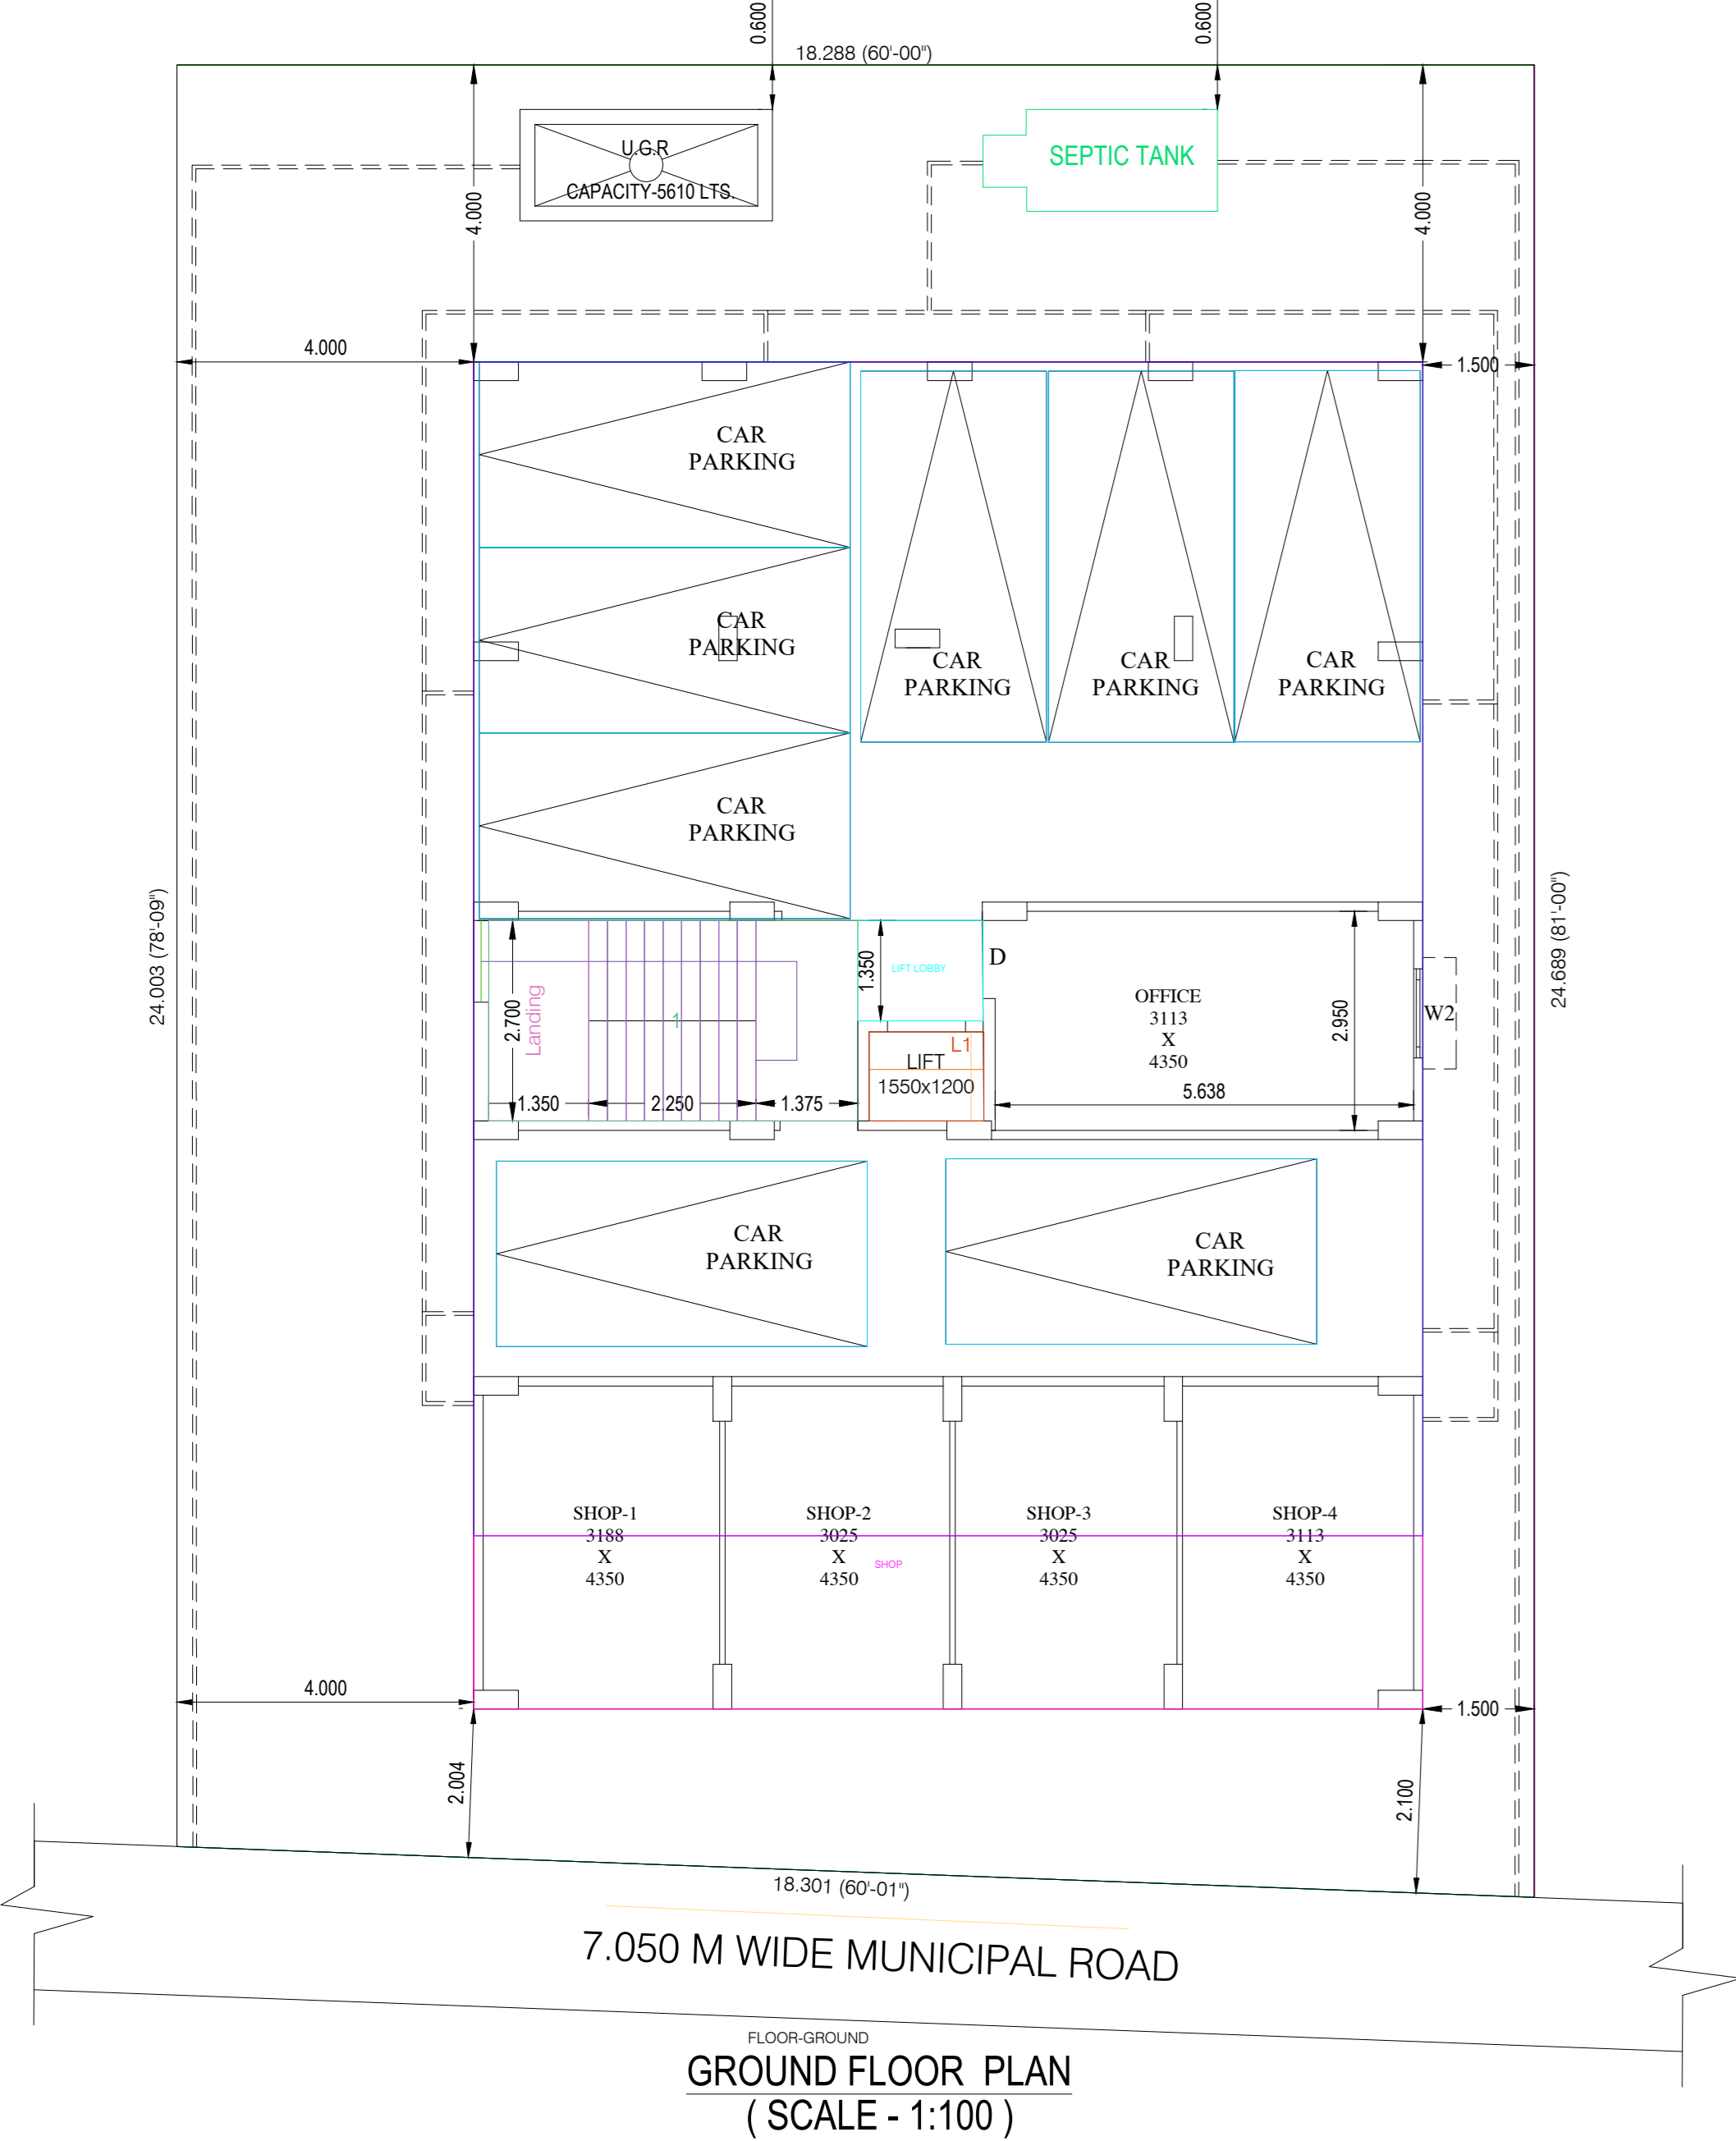 0.600
0.600
18.288 (60'-00")
U.G.R
CAPACITY-5610 LTS.
SEPTIC TANK
4.000
4.000
4.000
1.500
CAR
PARKING
CAR
PARKING
CAR
PARKING
CAR
PARKING
CAR
PARKING
CAR
PARKING
24.003 (78'-09")
24.689 (81'-00")
2.700
Landing
1
1.350
LIFT LOBBY
D
OFFICE
3113
X
4350
2.950
W2
L1
LIFT
1550x1200
1.350
2.250
1.375
5.638
CAR
PARKING
CAR
PARKING
SHOP-1
3188
X
4350
SHOP-2
3025
X
4350
SHOP
SHOP-3
3025
X
4350
SHOP-4
3113
X
4350
4.000
1.500
2.004
2.100
18.301 (60'-01")
7.050 M WIDE MUNICIPAL ROAD
FLOOR-GROUND
GROUND FLOOR PLAN
( SCALE - 1:100 )